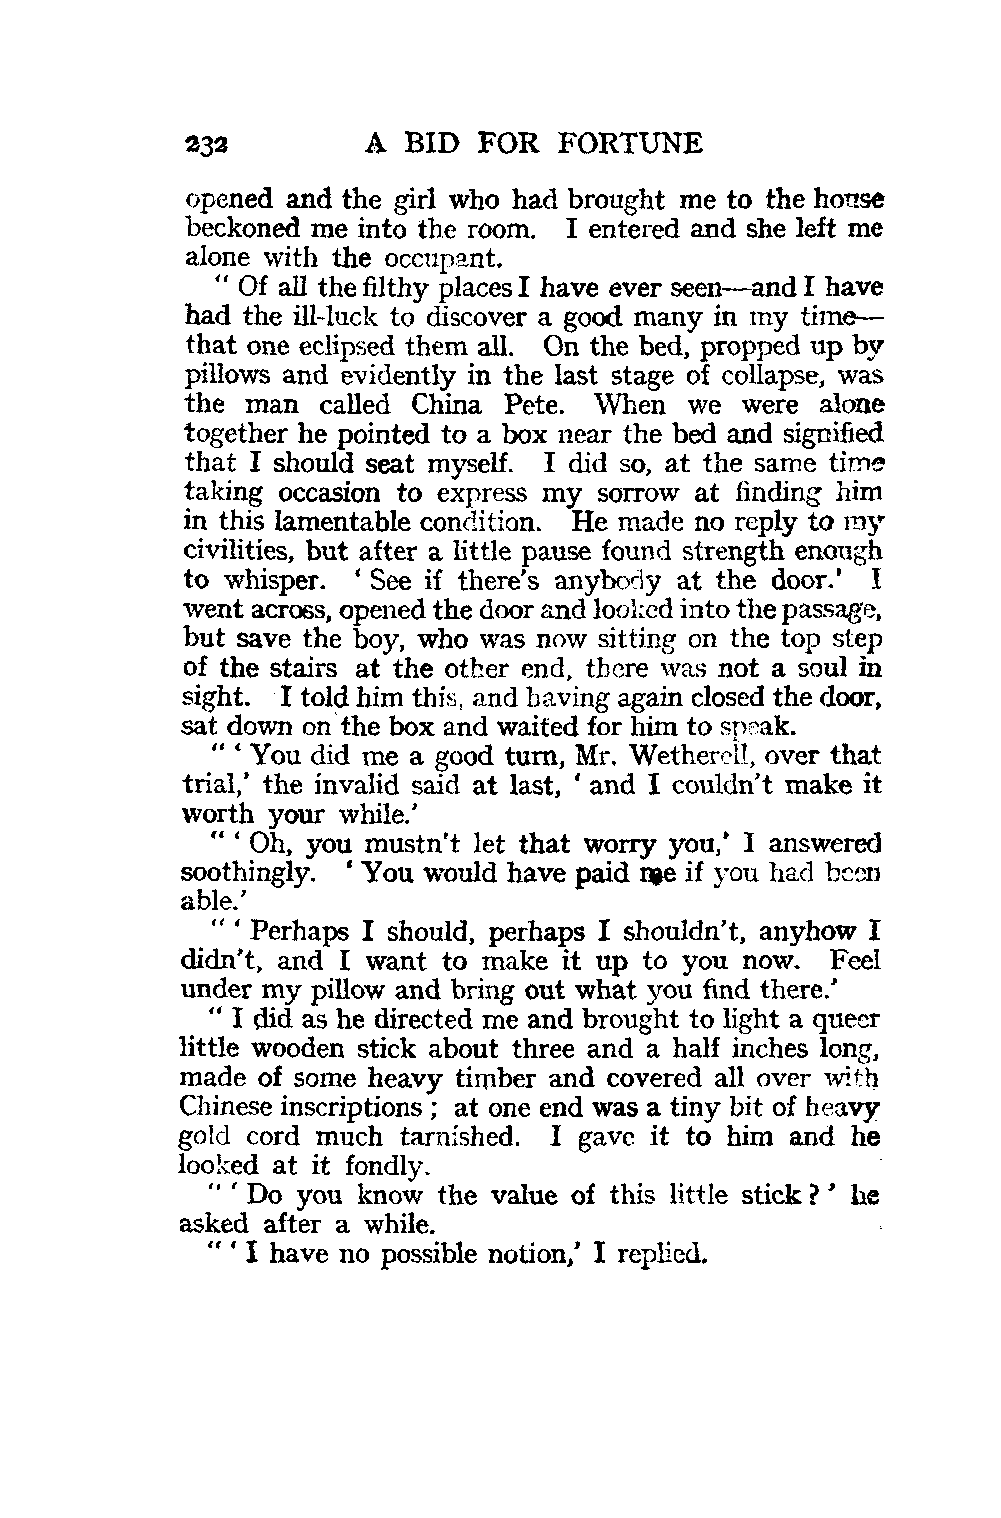 232 A BID FOR FORTUNE
opened and the girl who had brought me to the house
beckoned me into the room. I entered and she left me
alone with the occupant.
“ Of all the filthy places I have ever seen—and I have
had the ill-luck to discover a good many in my time—
that one eclipsed them all. On the bed, propped up by
pillows and evidently in the last stage of collapse, was
the man called China Pete. When we were alone
together he pointed to a box near the bed and signified
that I should seat myself. I did so, at the same time
taking occasion to express my sorrow at finding him
in this lamentable condition. He made no reply to my
civilities, but after a little pause found strength enough
to whisper. ‘ See if there's anybody at the door.' I
went across, opened the door and looked into the passage,
but save the boy, who was now sitting on the top step
of the stairs at the other end, there was not a soul in
sight. I told him this, and having again closed the door,
sat down on the box and waited for him to speak.
“ ‘ You did me a good turn, Mr. Wetherell, over that
trial,’ the invalid said at last, ‘ and I couldn't make it
worth your while.’
“ ‘ Oh, you mustn't let that worry you,’ I answered
soothingly. ‘ You would have paid me if you had been
able.’
“ ‘ Perhaps I should, perhaps I shouldn't, anyhow I
didn't, and I want to make it up to you now. Feel
under my pillow and bring out what you find there.’
“ I did as he directed me and brought to light a queer
little wooden stick about three and a half inches long,
made of some heavy timber and covered all over with
Chinese inscriptions ; at one end was a tiny bit of heavy
gold cord much tarnished. I gave it to him and he
looked at it fondly.
“ ‘ Do you know the value of this little stick ? ’ he
asked after a while.
“ ‘ I have no possible notion,’ I replied.